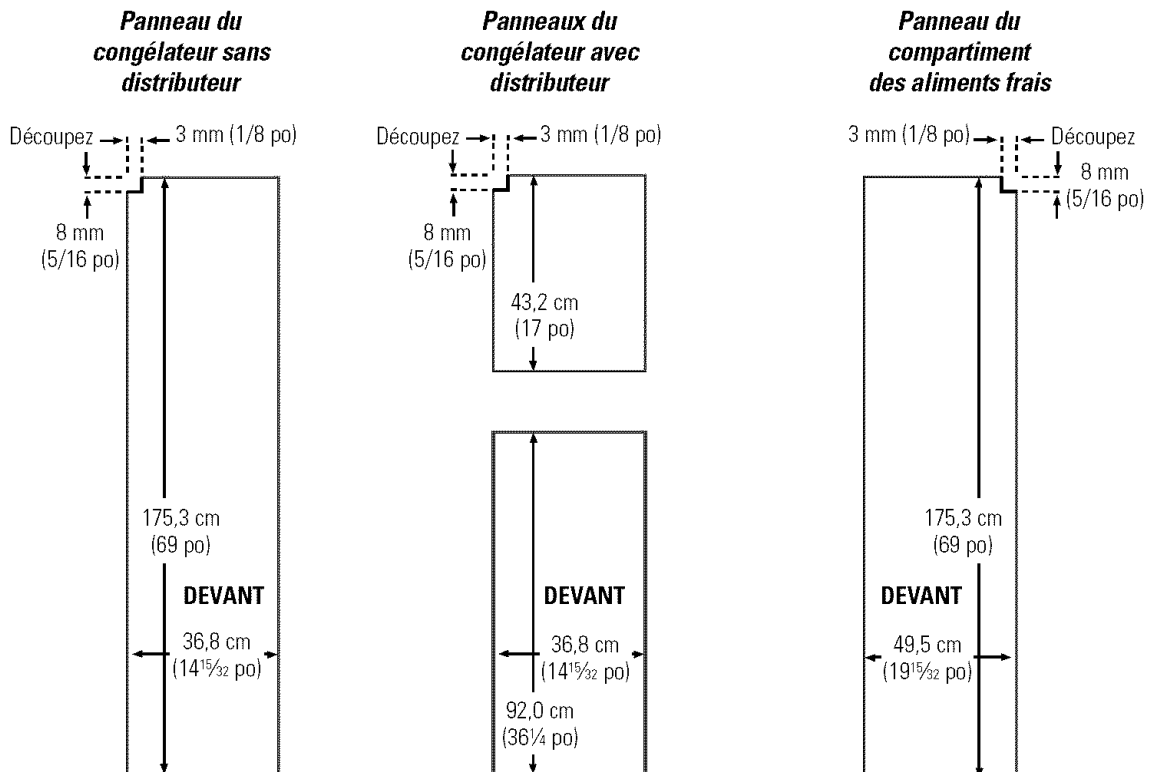 Panneau du
congélateur sans
distributeur
Découpez
3 mm (1/8 po)
8 mm
(5/16 po)
175,3 cm
(69 po)
DEVANT
36,8 cm
(14 15/32 po)
Panneaux du
congélateur avec
distributeur
Découpez
3 mm (1/8 po)
8 mm
(5/16 po)
43,2 cm
(17 po)
DEVANT
36,8 cm
(14 15/32 po)
92,0 cm
(36 1/4 po)
Panneau du
compartiment
des aliments frais
3 mm (1/8 po)
Découpez
8 mm
(5/16 po)
175,3 cm
(69 po)
DEVANT
49,5 cm
(19 15/32 po)